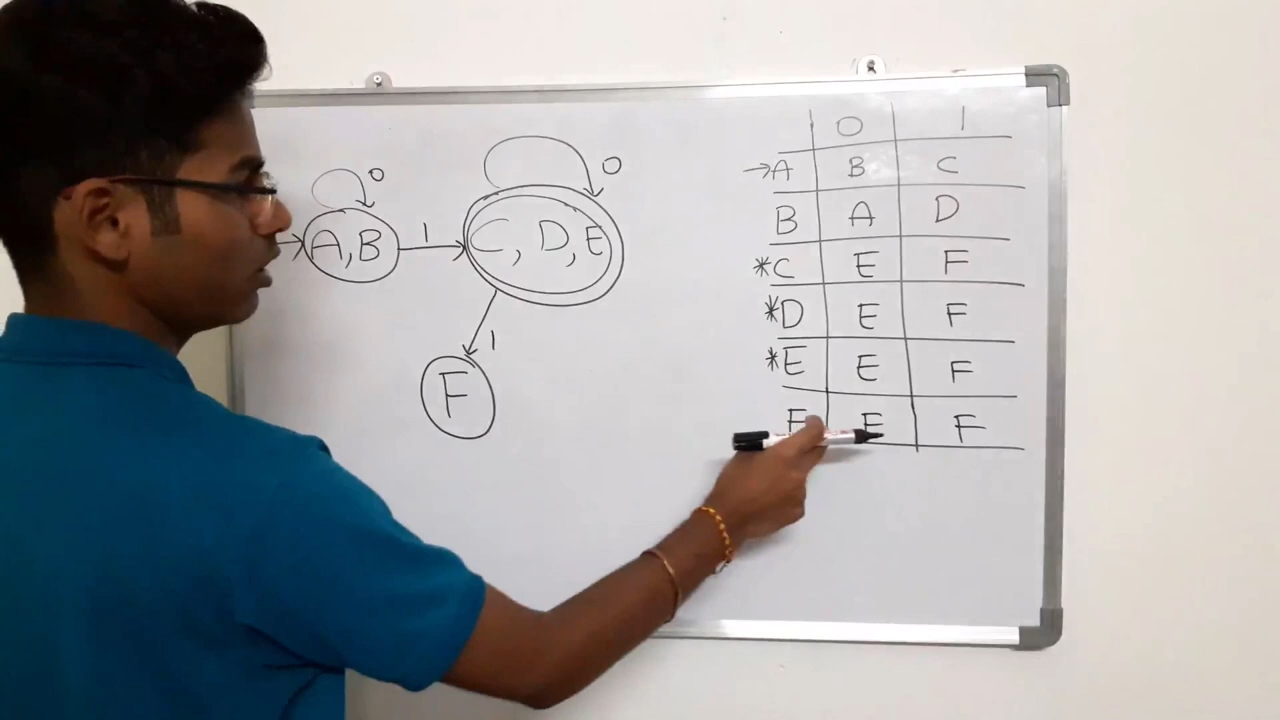 0
0
A,B
1
C, D,E
1
F
0 1
→A B C
B A D
*C E F
*D E F
*E E F
F F